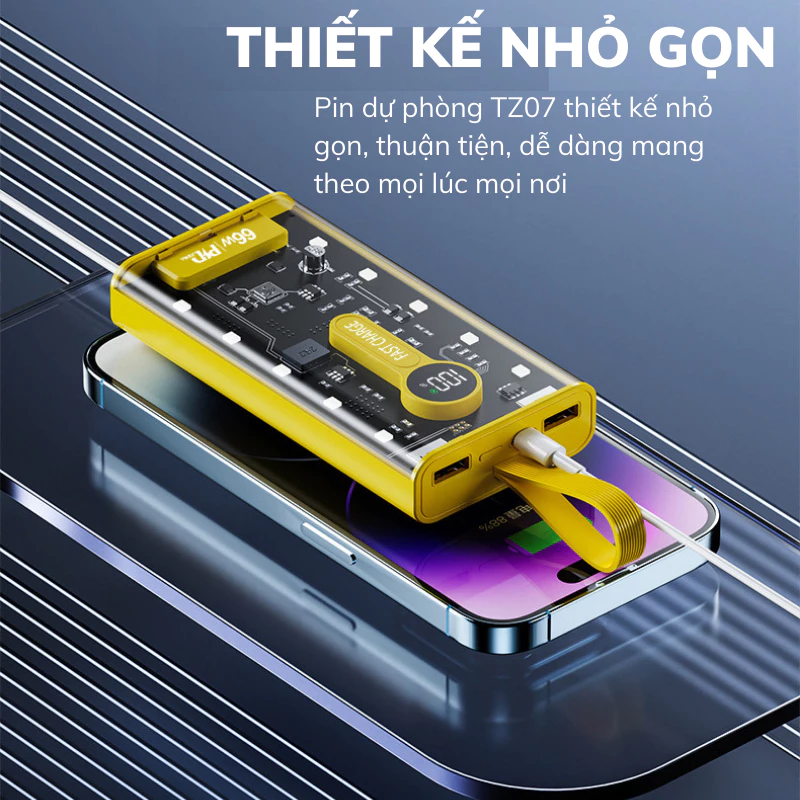 THIẾT KẾ NHỎ GỌN
Pin dự phòng TZ07 thiết kế nhỏ
gọn, thuận tiện, dễ dàng mang
theo mọi lúc mọi nơi
66W PD
FAST CHARGE
100
88%